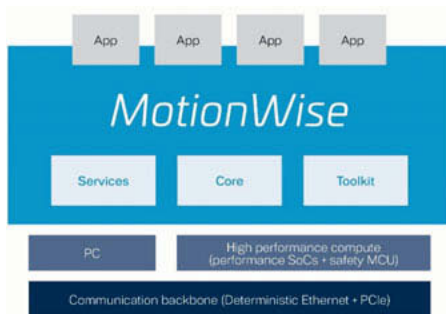 App App App App
MotionWise
Services Core Toolkit
PC High performance compute
(performance SoCs + safety MCU)
Communication backbone (Deterministic Ethernet + PCIe)